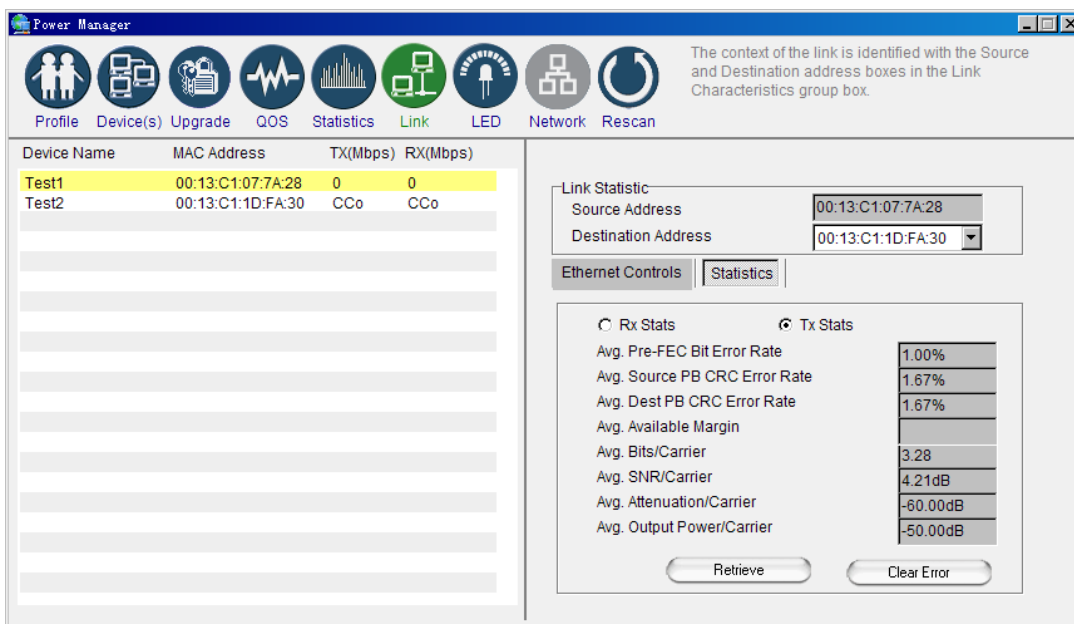 Power Manager
The context of the link is identified with the Source
and Destination address boxes in the Link
Characteristics group box.
Profile Device(s) Upgrade QOS Statistics Link LED Network Rescan
Device Name MAC Address TX(Mbps) RX(Mbps)
Test1 00:13:C1:07:7A:28 0 0
Test2 00:13:C1:1D:FA:30 CCo CCo
Link Statistic
Source Address 00:13:C1:07:7A:28
Destination Address 00:13:C1:1D:FA:30
Ethernet Controls Statistics
Rx Stats Tx Stats
Avg. Pre-FEC Bit Error Rate 1.00%
Avg. Source PB CRC Error Rate 1.67%
Avg. Dest PB CRC Error Rate 1.67%
Avg. Available Margin
Avg. Bits/Carrier 3.28
Avg. SNR/Carrier 4.21dB
Avg. Attenuation/Carrier -60.00dB
Avg. Output Power/Carrier -50.00dB
Retrieve Clear Error